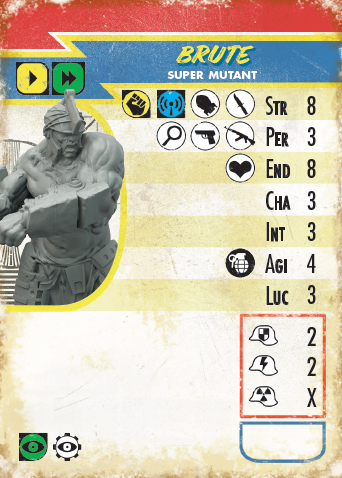 BRUTE
SUPER MUTANT
STR 8
PER 3
END 8
CHA 3
INT 3
AGI 4
LUC 3
2
2
X